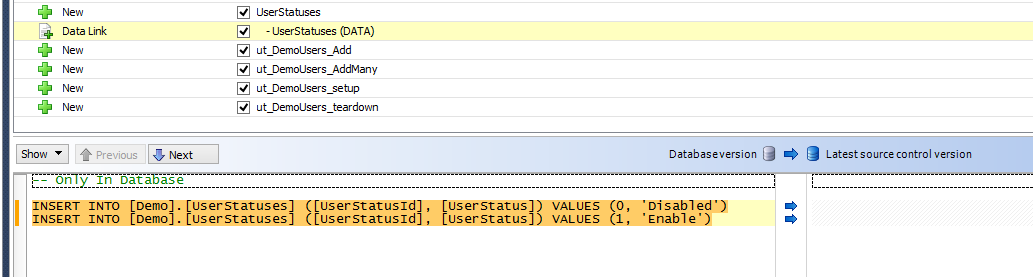 New UserStatuses
Data Link - UserStatuses (DATA)
New ut_DemoUsers_Add
New ut_DemoUsers_AddMany
New ut_DemoUsers_setup
New ut_DemoUsers_teardown
Show Previous Next Database version Latest source control version
-- Only In Database
INSERT INTO [Demo].[UserStatuses] ([UserStatusId], [UserStatus]) VALUES (0, 'Disabled')
INSERT INTO [Demo].[UserStatuses] ([UserStatusId], [UserStatus]) VALUES (1, 'Enable')